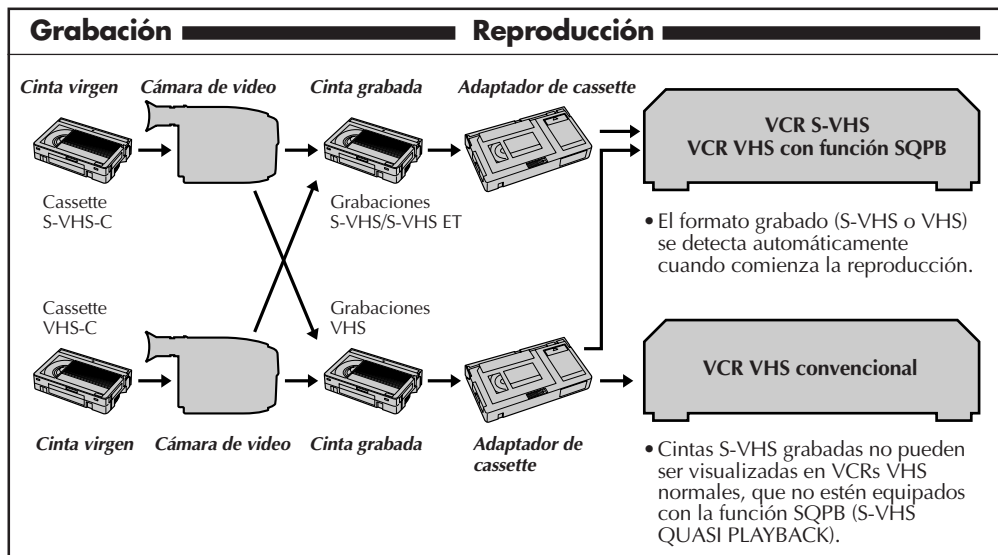 Grabación
Reproducción
Cinta virgen
Cámara de video
Cinta grabada
Adaptador de cassette
Cassette
S-VHS-C
Grabaciones
S-VHS/S-VHS ET
VCR S-VHS
VCR VHS con función SQPB
• El formato grabado (S-VHS o VHS)
se detecta automáticamente
cuando comienza la reproducción.
Cassette
VHS-C
Grabaciones
VHS
VCR VHS convencional
Cinta virgen
Cámara de video
Cinta grabada
Adaptador de
cassette
• Cintas S-VHS grabadas no pueden
ser visualizadas en VCRs VHS
normales, que no estén equipados
con la función SQPB (S-VHS
QUASI PLAYBACK).